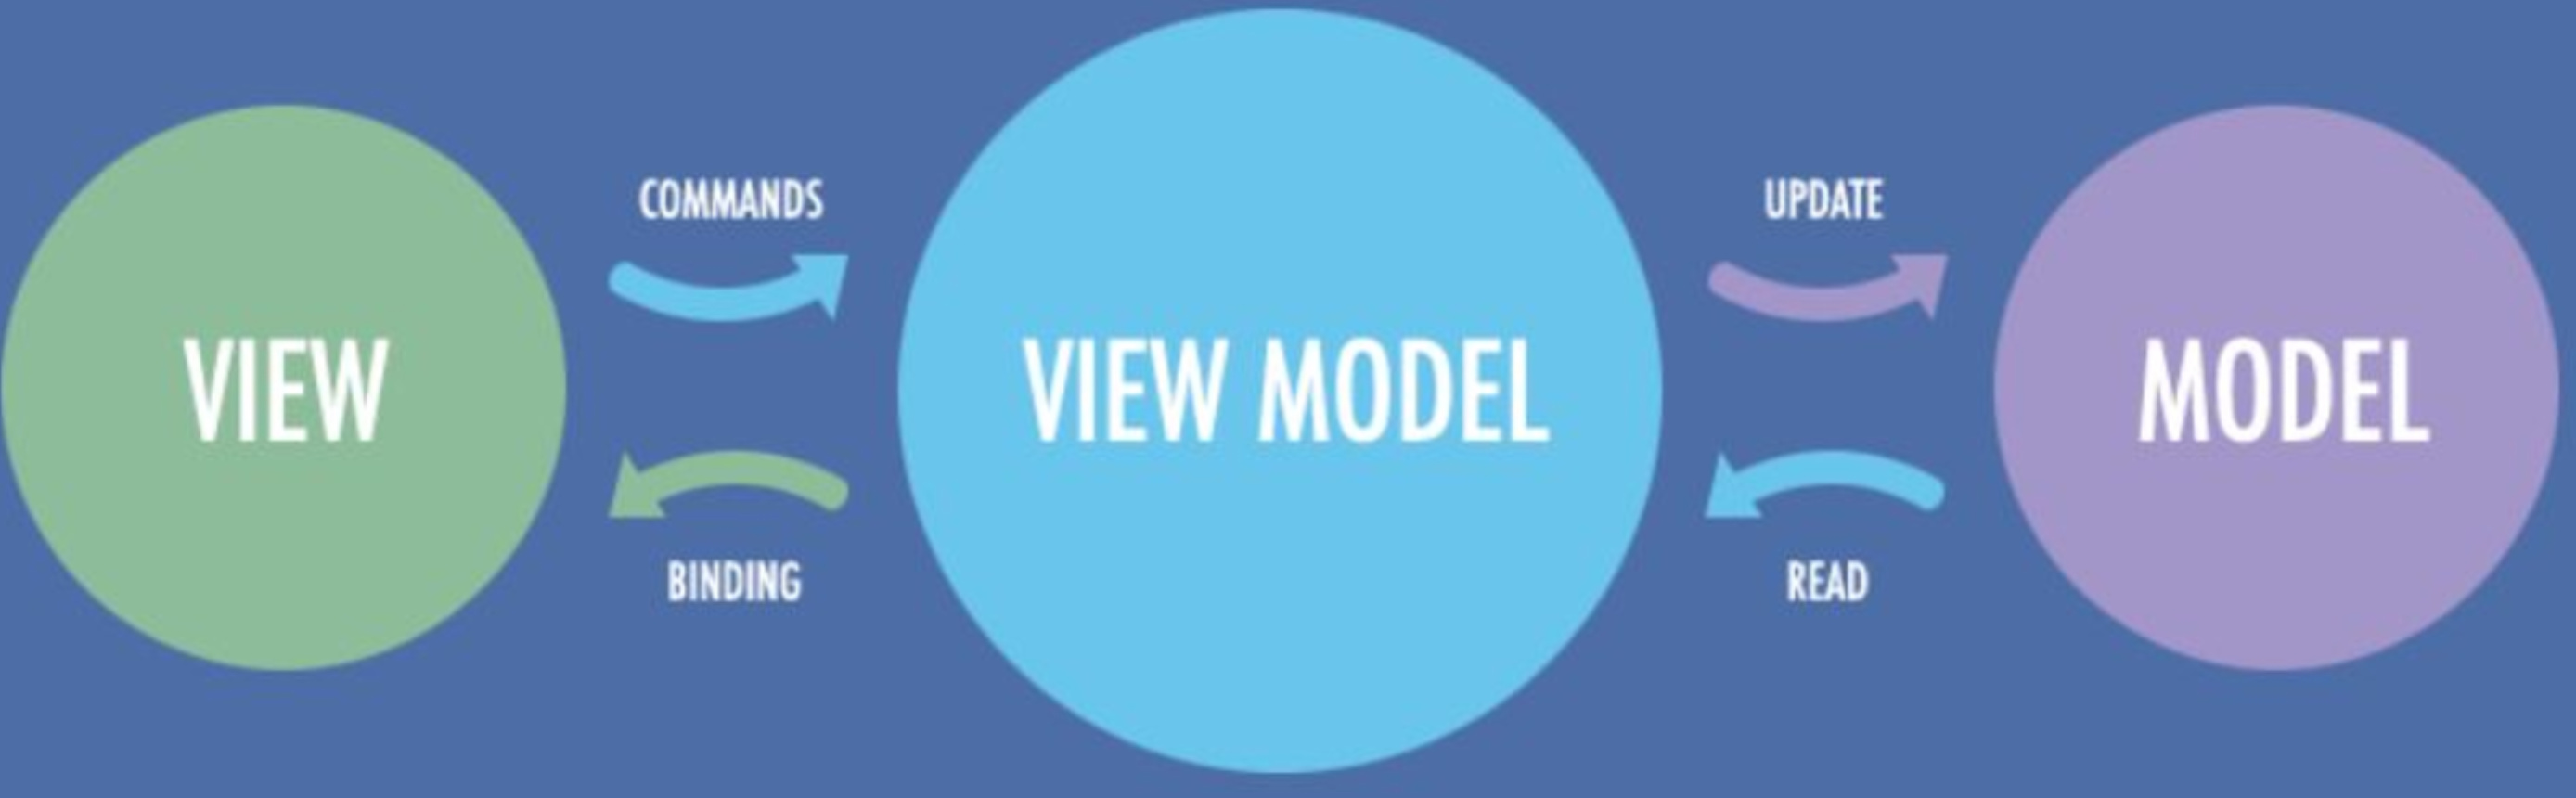 COMMANDS
UPDATE
VIEW
VIEW MODEL
MODEL
BINDING
READ